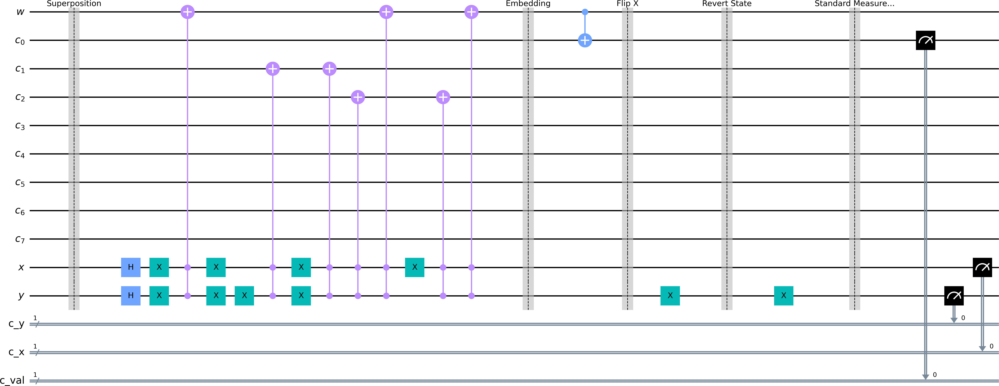 Superposition Embedding Flip X Revert State Standard Measure...
w
c0
c1
c2
c3
c4
c5
c6
c7
x H X X X X
y H X X X X X X
c_y 1 0
c_x 1 0
c_val 1 0